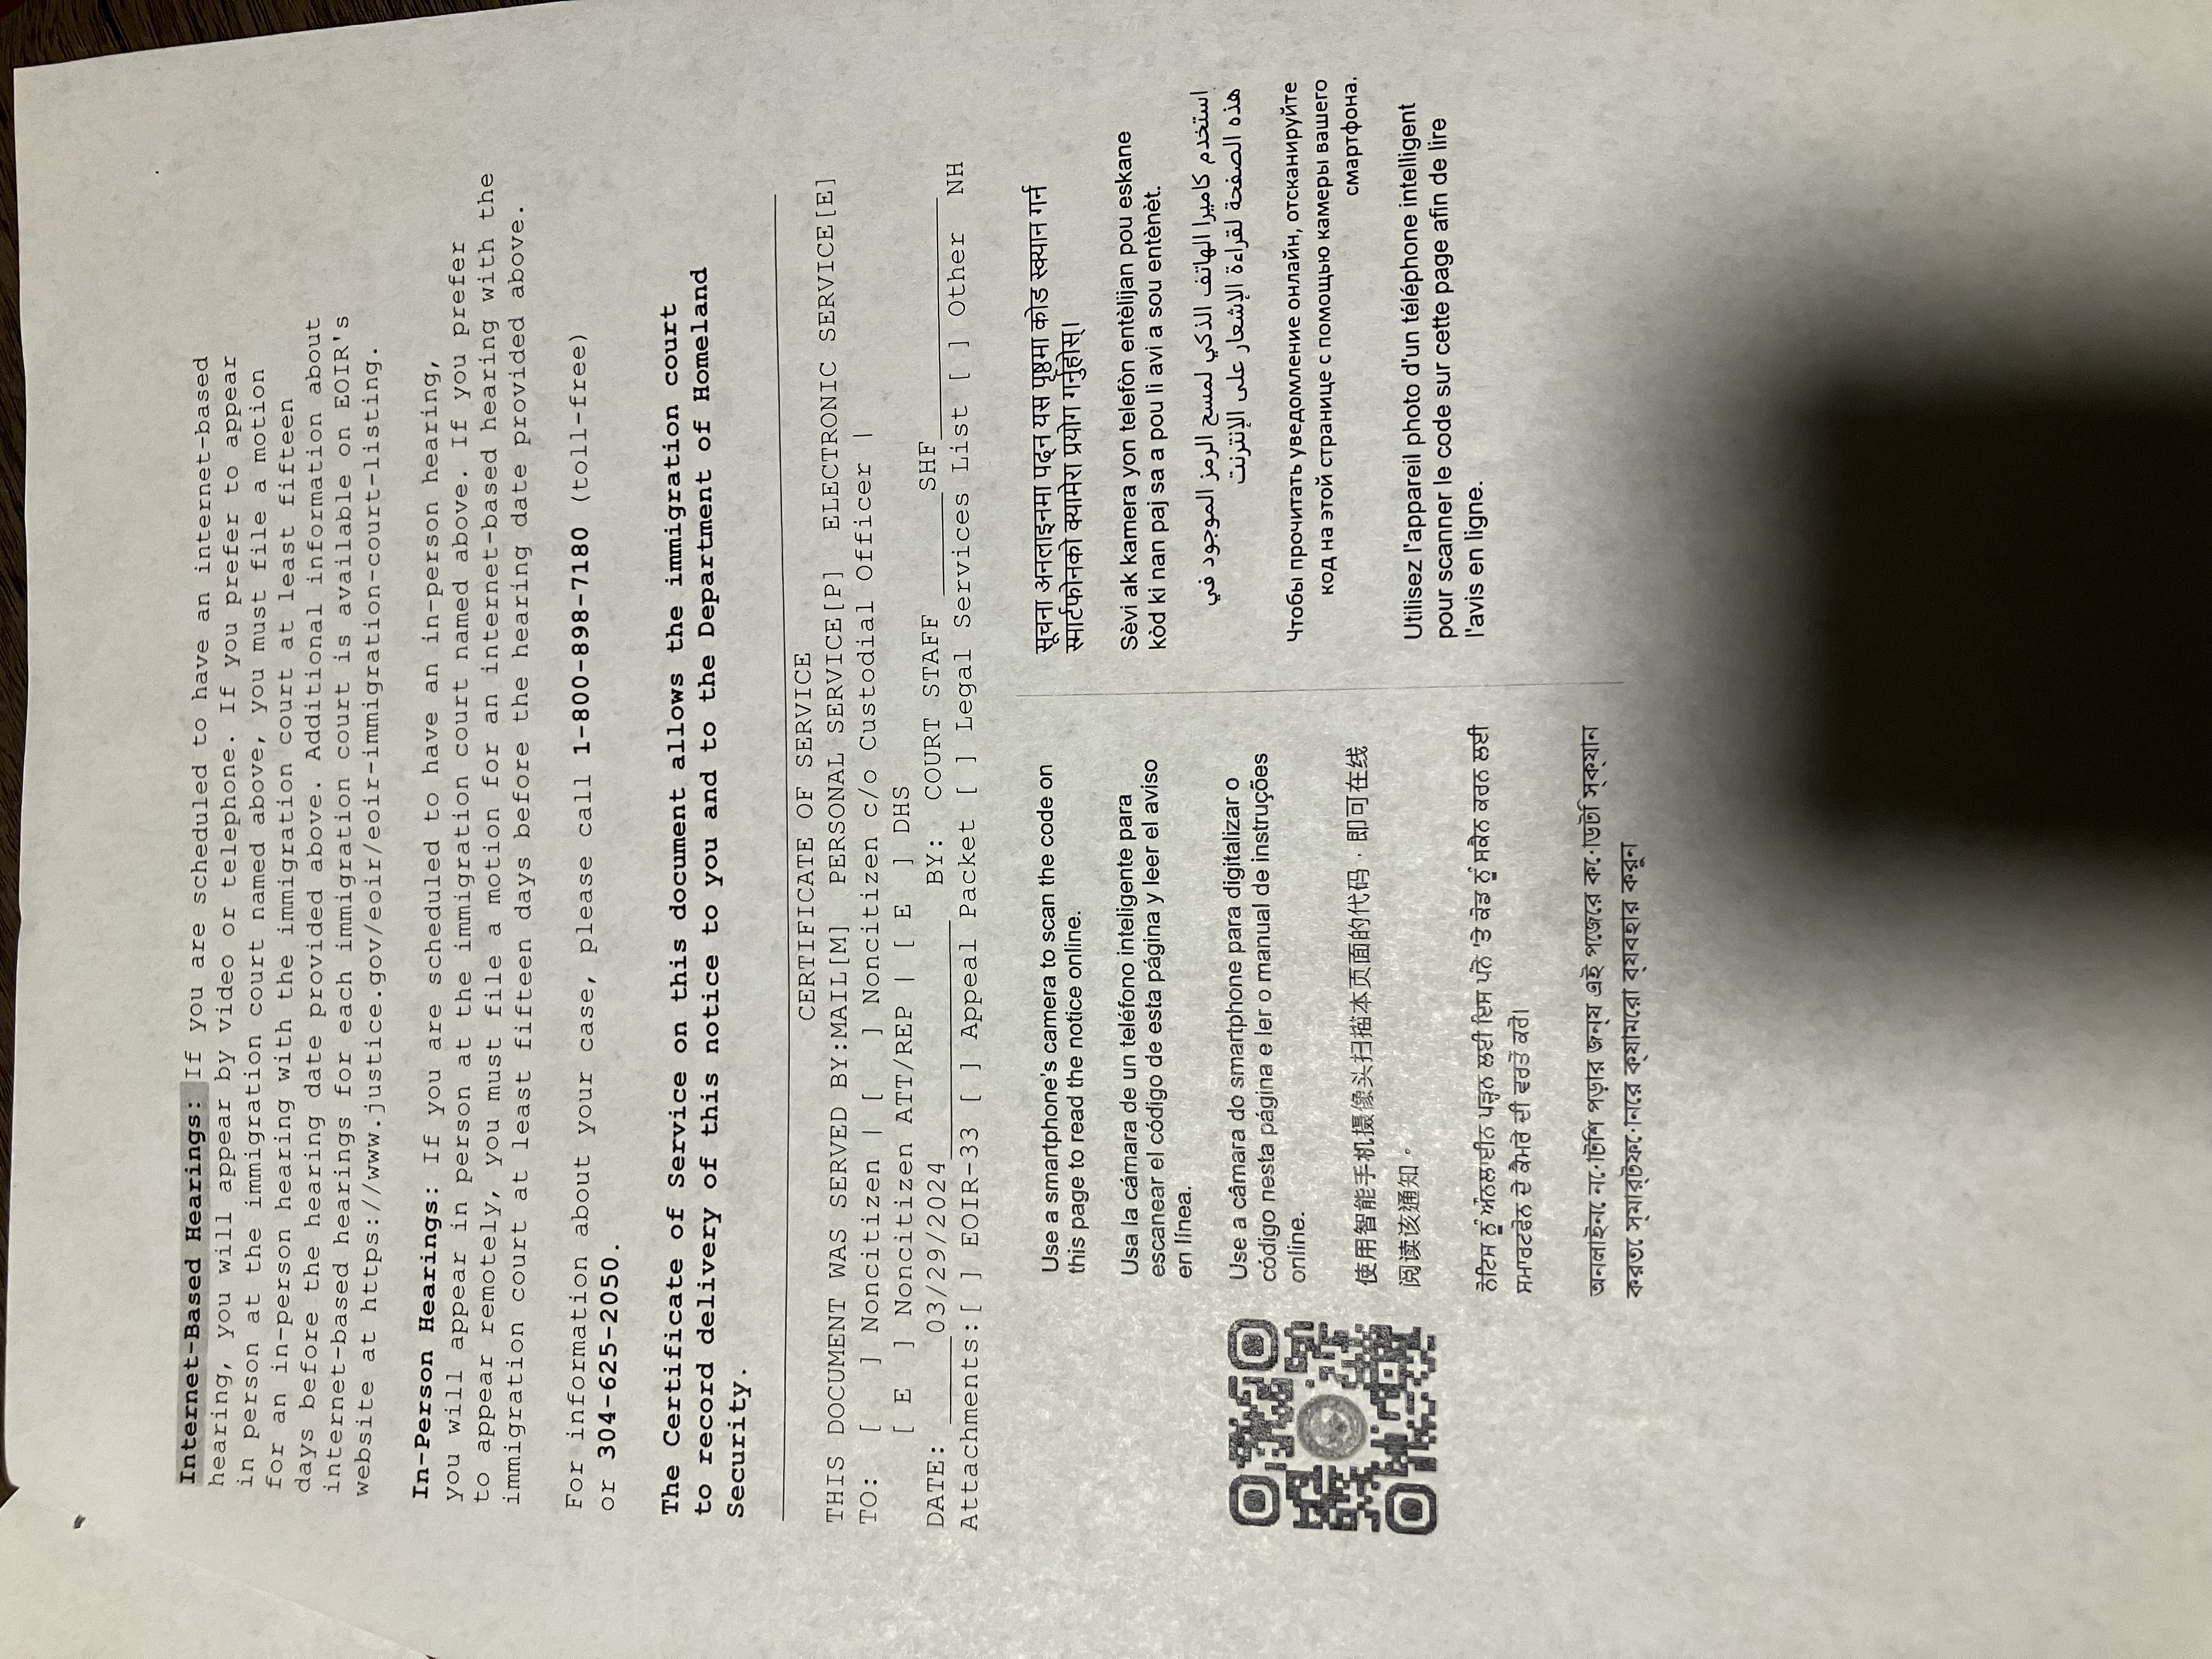 Internet-Based Hearings: If you are scheduled to have an internet-based
hearing, you will appear by video or telephone. If you prefer to appear
in person at the immigration court named above, you must file a motion
for an in-person hearing with the immigration court at least fifteen
days before the hearing date provided above. Additional information about
internet-based hearings for each immigration court is available on EOIR's
website at https://www.justice.gov/eoir/eoir-immigration-court-listing.
In-Person Hearings: If you are scheduled to have an in-person hearing,
you will appear in person at the immigration court named above. If you prefer
to appear remotely, you must file a motion for an internet-based hearing with the
immigration court at least fifteen days before the hearing date provided above.
For information about your case, please call 1-800-898-7180 (toll-free)
or 304-625-2050.
The Certificate of Service on this document allows the immigration court
to record delivery of this notice to you and to the Department of Homeland
Security.
CERTIFICATE OF SERVICE
THIS DOCUMENT WAS SERVED BY:MAIL[M] PERSONAL SERVICE[P] ELECTRONIC SERVICE[E]
TO: [ ] Noncitizen | [ ] Noncitizen c/o Custodial Officer |
[ E ] Noncitizen ATT/REP | [ E ] DHS
DATE: ______03/29/2024______ BY: COURT STAFF ______SHF______
Attachments:[ ] EOIR-33 [ ] Appeal Packet [ ] Legal Services List [ ] Other NH
Use a smartphone's camera to scan the code on
this page to read the notice online.
Usa la cámara de un teléfono inteligente para
escanear el código de esta página y leer el aviso
en línea.
Use a câmara do smartphone para digitalizar o
código nesta página e ler o manual de instruções
online.
使用智能手机摄像头扫描本页面的代码，即可在线
阅读该通知。
ਨੋਟਿਸ ਨੂੰ ਔਨਲਾਈਨ ਪੜ੍ਹਨ ਲਈ ਇਸ ਪੰਨੇ 'ਤੇ ਕੋਡ ਨੂੰ ਸਕੈਨ ਕਰਨ ਲਈ
ਸਮਾਰਟਫੋਨ ਦੇ ਕੈਮਰੇ ਦੀ ਵਰਤੋਂ ਕਰੋ।
অনলাইনে নোটিশি পড়ার জন্য এই পেজেরে কোডটি স্ক্যান
করতে স্মার্টফোনেরে ক্যামেরা ব্যবহার করুন
सूचना अनलाइनमा पढ्न यस पृष्ठमा कोड स्क्यान गर्न
स्मार्टफोनको क्यामेरा प्रयोग गर्नुहोस्।
Sèvi ak kamera yon telefòn entèlijan pou eskane
kòd ki nan paj sa a pou li avi a sou entènèt.
استخدم كاميرا الهاتف الذكي لمسح الرمز الموجود في
هذه الصفحة لقراءة الإشعار على الإنترنت
Чтобы прочитать уведомление онлайн, отсканируйте
код на этой странице с помощью камеры вашего
смартфона.
Utilisez l'appareil photo d'un téléphone intelligent
pour scanner le code sur cette page afin de lire
l'avis en ligne.